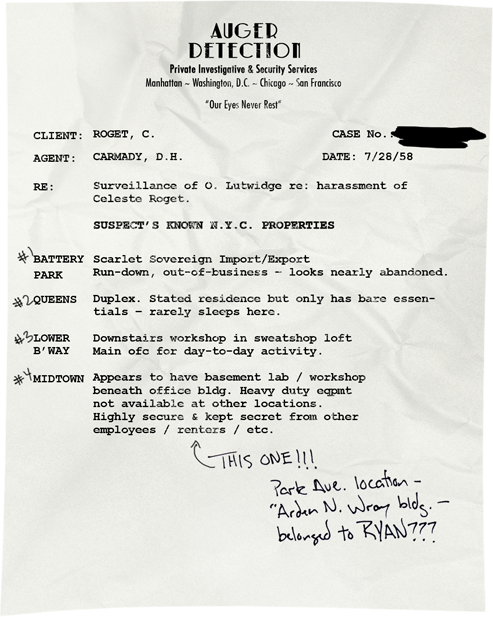 AUGER
DETECTION
Private Investigative & Security Services
Manhattan ~ Washington, D.C. ~ Chicago ~ San Francisco
"Our Eyes Never Rest"
CLIENT: ROGET, C. CASE No.:
AGENT: CARMADY, D.H. DATE: 7/28/58
RE: Surveillance of O. Lutwidge re: harassment of
Celeste Roget.
SUSPECT'S KNOWN N.Y.C. PROPERTIES
#1 BATTERY Scarlet Sovereign Import/Export
PARK Run-down, out-of-business – looks nearly abandoned.
#2 QUEENS Duplex. Stated residence but only has bare essen-
tials – rarely sleeps here.
#3 LOWER Downstairs workshop in sweatshop loft
B'WAY Main ofc for day-to-day activity.
#4 MIDTOWN Appears to have basement lab / workshop
beneath office bldg. Heavy duty eqpmt
not available at other locations.
Highly secure & kept secret from other
employees / renters / etc.
THIS ONE!!!
Park Ave. location –
"Arden N. Wray bldg. –
belonged to RYAN???